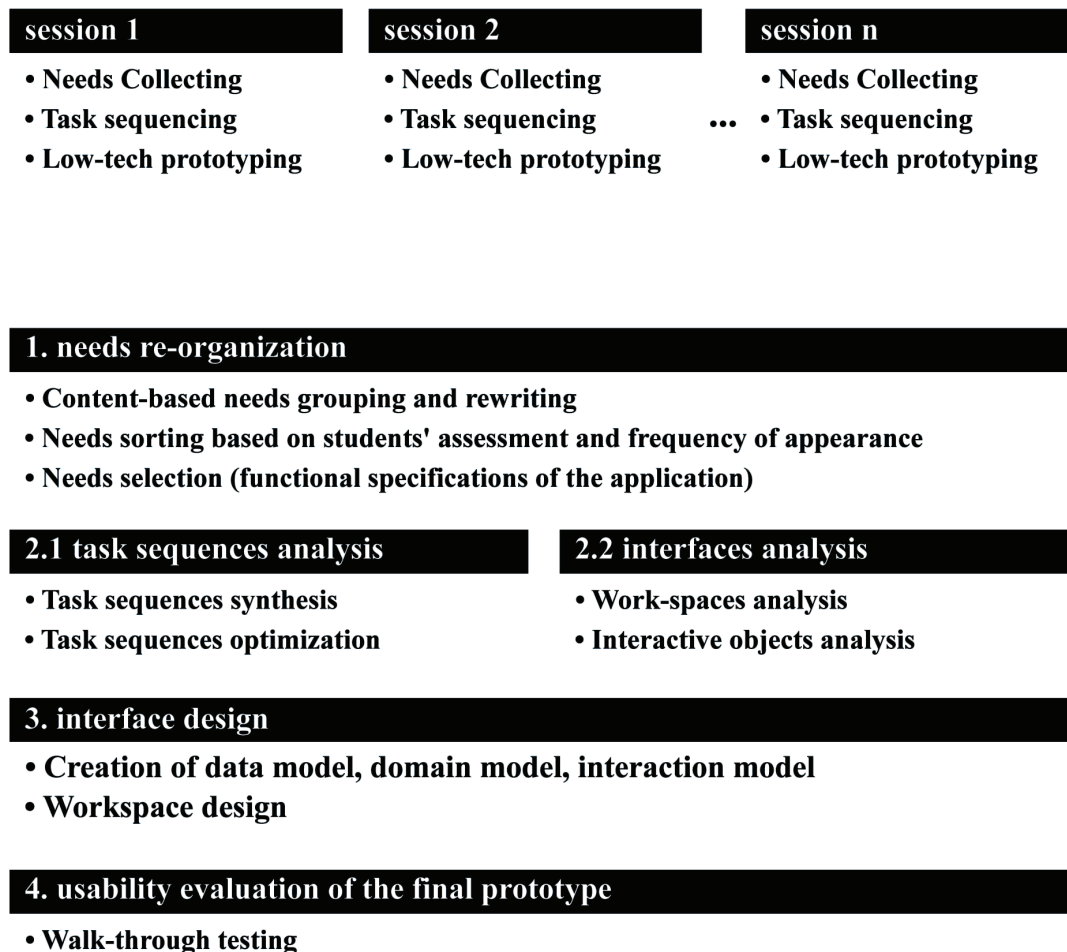 session 1
• Needs Collecting
• Task sequencing
• Low-tech prototyping
session 2
• Needs Collecting
• Task sequencing
• Low-tech prototyping
...
session n
• Needs Collecting
• Task sequencing
• Low-tech prototyping
1. needs re-organization
• Content-based needs grouping and rewriting
• Needs sorting based on students' assessment and frequency of appearance
• Needs selection (functional specifications of the application)
2.1 task sequences analysis
• Task sequences synthesis
• Task sequences optimization
2.2 interfaces analysis
• Work-spaces analysis
• Interactive objects analysis
3. interface design
• Creation of data model, domain model, interaction model
• Workspace design
4. usability evaluation of the final prototype
• Walk-through testing